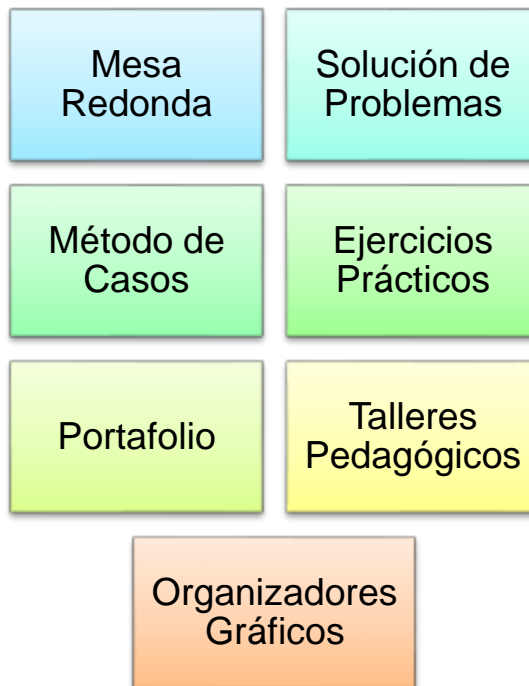 Mesa
Redonda
Solución de
Problemas
Método de
Casos
Ejercicios
Prácticos
Portafolio
Talleres
Pedagógicos
Organizadores
Gráficos